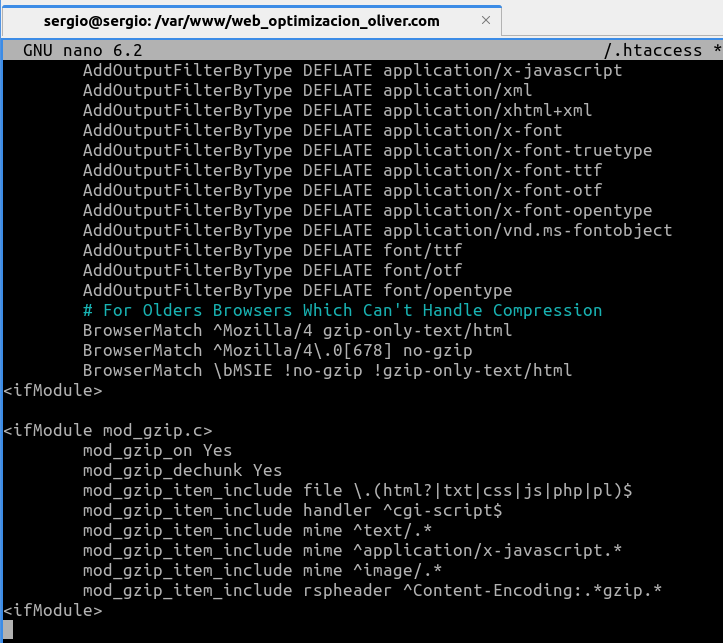 sergio@sergio: /var/www/web_optimizacion_oliver.com ×
GNU nano 6.2 /.htaccess *
AddOutputFilterByType DEFLATE application/x-javascript
AddOutputFilterByType DEFLATE application/xml
AddOutputFilterByType DEFLATE application/xhtml+xml
AddOutputFilterByType DEFLATE application/x-font
AddOutputFilterByType DEFLATE application/x-font-truetype
AddOutputFilterByType DEFLATE application/x-font-ttf
AddOutputFilterByType DEFLATE application/x-font-otf
AddOutputFilterByType DEFLATE application/x-font-opentype
AddOutputFilterByType DEFLATE application/vnd.ms-fontobject
AddOutputFilterByType DEFLATE font/ttf
AddOutputFilterByType DEFLATE font/otf
AddOutputFilterByType DEFLATE font/opentype
# For Olders Browsers Which Can't Handle Compression
BrowserMatch ^Mozilla/4 gzip-only-text/html
BrowserMatch ^Mozilla/4\.0[678] no-gzip
BrowserMatch \bMSIE !no-gzip !gzip-only-text/html
<ifModule>
<ifModule mod_gzip.c>
mod_gzip_on Yes
mod_gzip_dechunk Yes
mod_gzip_item_include file \.(html?|txt|css|js|php|pl)$
mod_gzip_item_include handler ^cgi-script$
mod_gzip_item_include mime ^text/.*
mod_gzip_item_include mime ^application/x-javascript.*
mod_gzip_item_include mime ^image/.*
mod_gzip_item_include rspheader ^Content-Encoding:.*gzip.*
<ifModule>